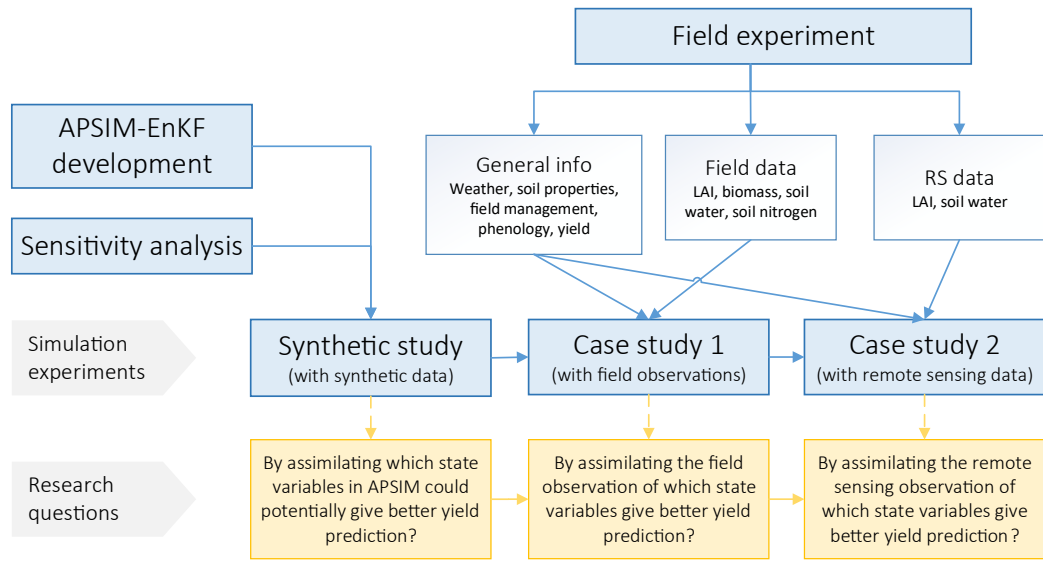 Field experiment
APSIM-EnKF
development
General info
Weather, soil properties,
field management,
phenology, yield
Field data
LAI, biomass, soil
water, soil nitrogen
RS data
LAI, soil water
Sensitivity analysis
Simulation
experiments
Synthetic study
(with synthetic data)
Case study 1
(with field observations)
Case study 2
(with remote sensing data)
Research
questions
By assimilating which state
variables in APSIM could
potentially give better yield
prediction?
By assimilating the field
observation of which state
variables give better yield
prediction?
By assimilating the remote
sensing observation of
which state variables give
better yield prediction?